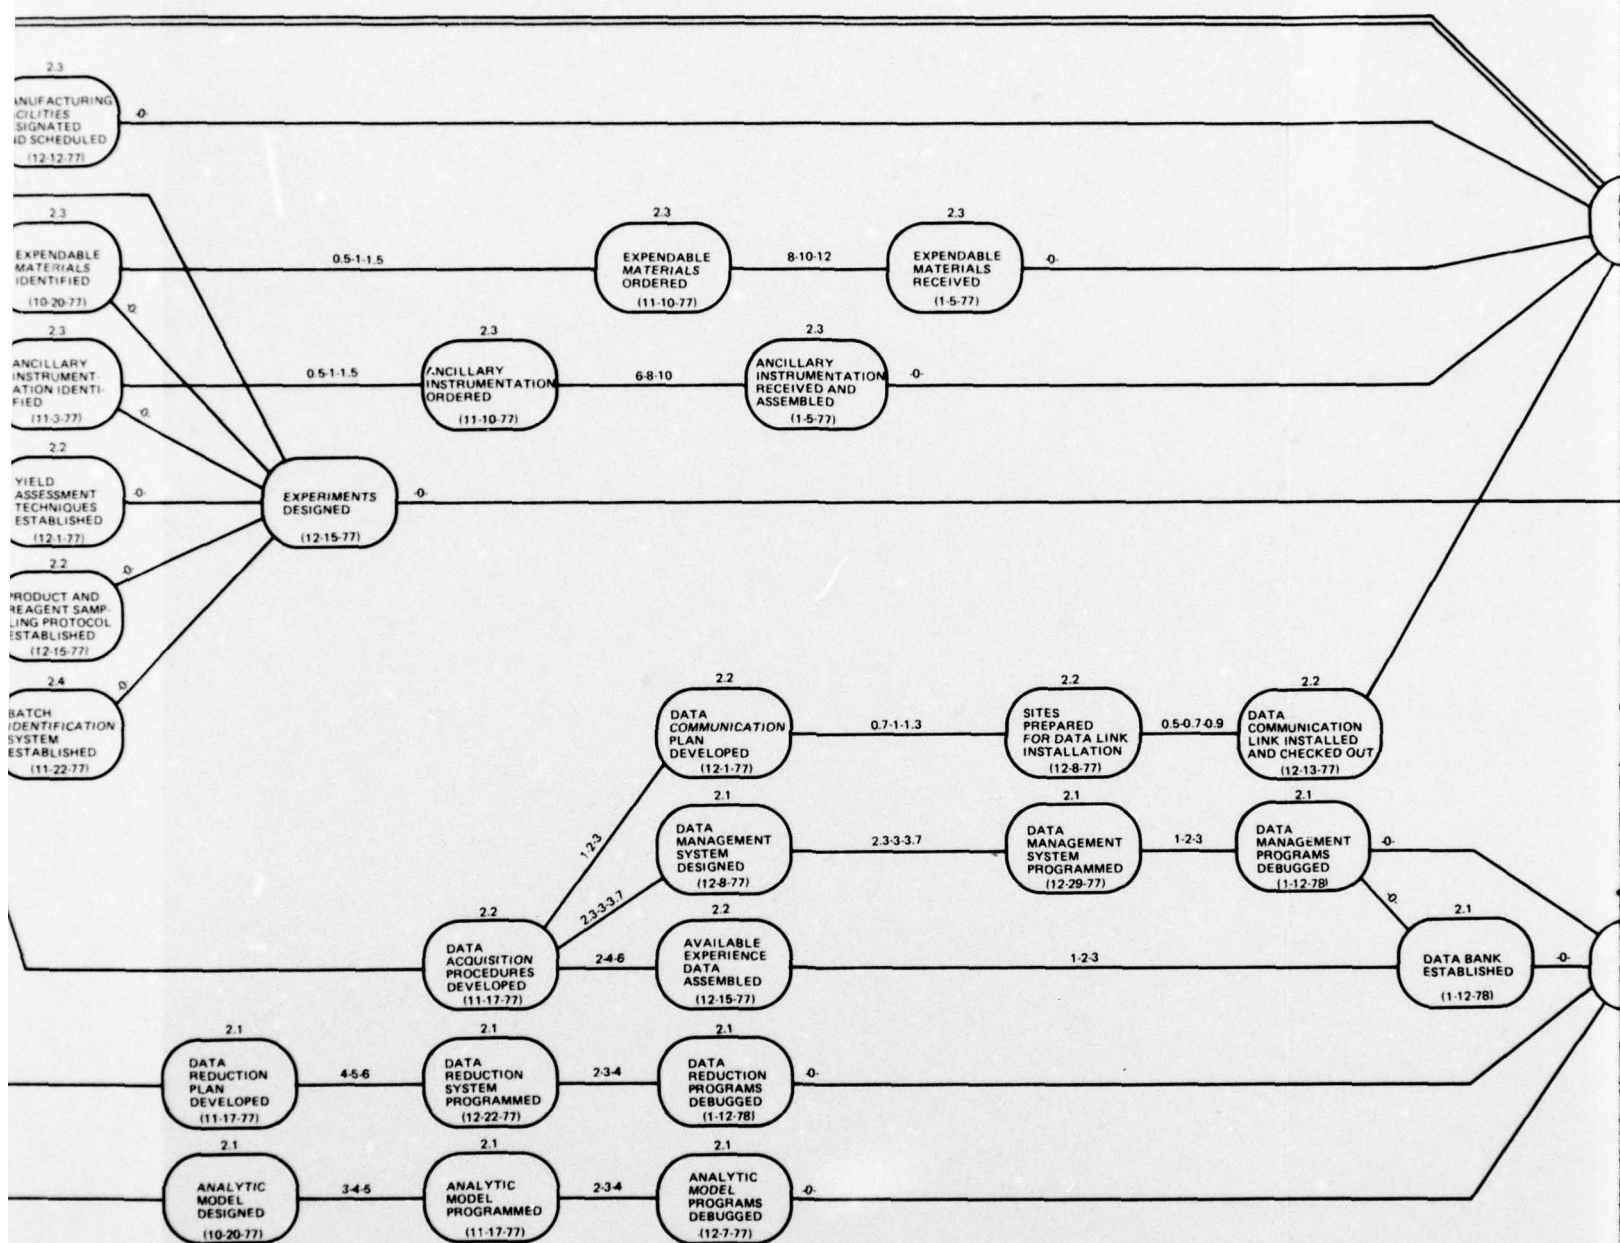 2.3
ANUFACTURING
CILITIES
SIGNATED
ND SCHEDULED
(12-12-77)
-0-
2.3
EXPENDABLE
MATERIALS
IDENTIFIED
(10-20-77)
-0-
0.5-1-1.5
2.3
EXPENDABLE
MATERIALS
ORDERED
(11-10-77)
8-10-12
2.3
EXPENDABLE
MATERIALS
RECEIVED
(1-5-77)
-0-
2.3
ANCILLARY
INSTRUMENT-
ATION IDENTI-
FIED
(11-3-77)
-0-
0.5-1-1.5
2.3
ANCILLARY
INSTRUMENTATION
ORDERED
(11-10-77)
6-8-10
2.3
ANCILLARY
INSTRUMENTATION
RECEIVED AND
ASSEMBLED
(1-5-77)
-0-
2.2
YIELD
ASSESSMENT
TECHNIQUES
ESTABLISHED
(12-1-77)
-0-
EXPERIMENTS
DESIGNED
(12-15-77)
-0-
2.2
PRODUCT AND
REAGENT SAMP-
LING PROTOCOL
ESTABLISHED
(12-15-77)
-0-
2.4
BATCH
IDENTIFICATION
SYSTEM
ESTABLISHED
(11-22-77)
-0-
2.2
DATA
COMMUNICATION
PLAN
DEVELOPED
(12-1-77)
0.7-1-1.3
2.2
SITES
PREPARED
FOR DATA LINK
INSTALLATION
(12-8-77)
0.5-0.7-0.9
2.2
DATA
COMMUNICATION
LINK INSTALLED
AND CHECKED OUT
(12-13-77)
1-2-3
2.1
DATA
MANAGEMENT
SYSTEM
DESIGNED
(12-8-77)
2.3-3-3.7
2.1
DATA
MANAGEMENT
SYSTEM
PROGRAMMED
(12-29-77)
1-2-3
2.1
DATA
MANAGEMENT
PROGRAMS
DEBUGGED
(1-12-78)
-0-
-0-
2.3-3-3.7
2.2
DATA
ACQUISITION
PROCEDURES
DEVELOPED
(11-17-77)
2-4-6
2.2
AVAILABLE
EXPERIENCE
DATA
ASSEMBLED
(12-15-77)
1-2-3
2.1
DATA BANK
ESTABLISHED
(1-12-78)
-0-
2.1
DATA
REDUCTION
PLAN
DEVELOPED
(11-17-77)
4-5-6
2.1
DATA
REDUCTION
SYSTEM
PROGRAMMED
(12-22-77)
2-3-4
2.1
DATA
REDUCTION
PROGRAMS
DEBUGGED
(1-12-78)
-0-
2.1
ANALYTIC
MODEL
DESIGNED
(10-20-77)
3-4-5
2.1
ANALYTIC
MODEL
PROGRAMMED
(11-17-77)
2-3-4
2.1
ANALYTIC
MODEL
PROGRAMS
DEBUGGED
(12-7-77)
-0-